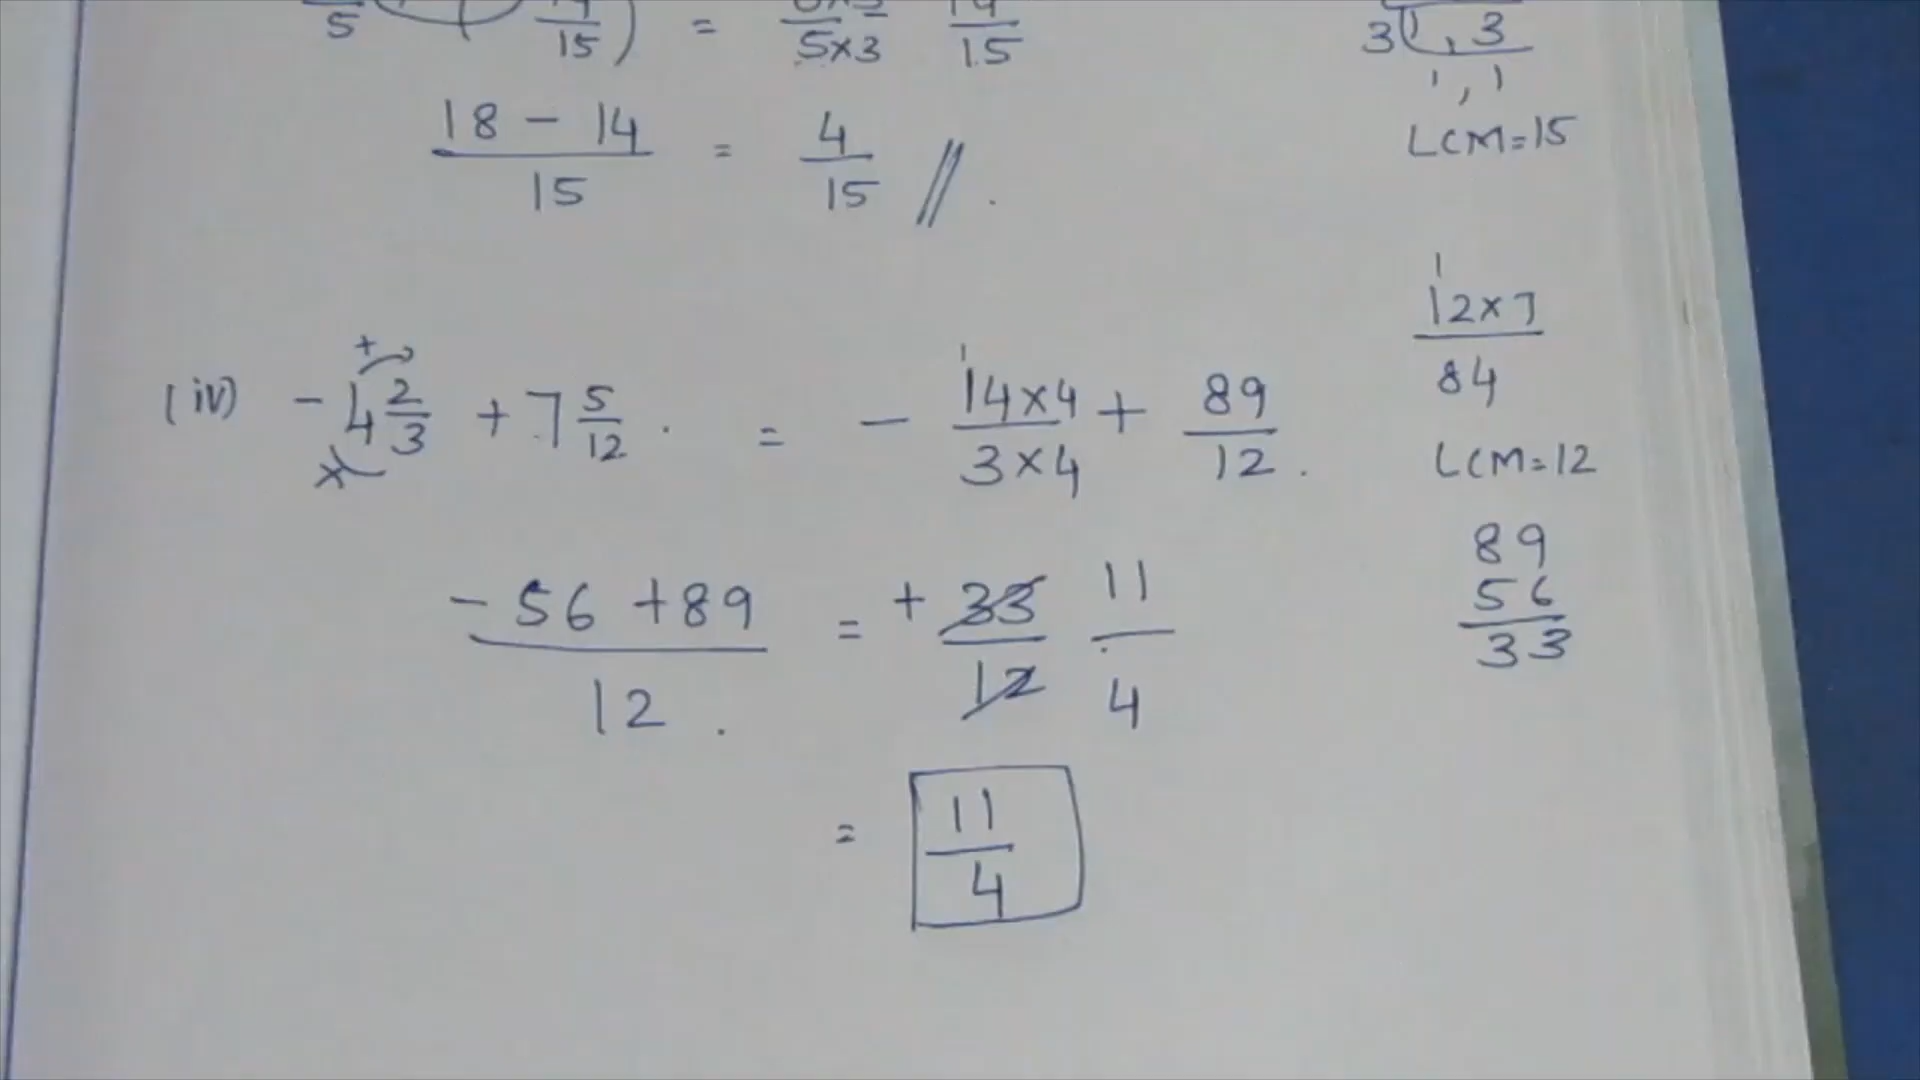 5 15) = 5×3 15
3 , 3
1 , 1
18 - 14 / 15 = 4 / 15 //.
LCM=15
1
12×7
84
(iv) - 4 2/3 + 7 5/12 . = - 14×4 / 3×4 + 89 / 12 .
+
×
1
LCM=12
- 56 + 89 / 12 . = + 33 / 12 11 / 4
89
56
33
= 11 / 4